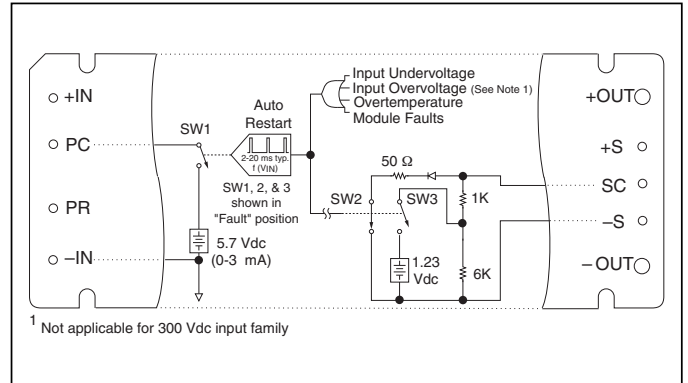 +IN
PC
PR
–IN
SW1
Auto
Restart
2-20 ms typ.
f (VIN)
SW1, 2, & 3
shown in
"Fault" position
5.7 Vdc
(0-3 mA)
Input Undervoltage
Input Overvoltage (See Note 1)
Overtemperature
Module Faults
50 Ω
SW2
SW3
1K
1.23
Vdc
6K
+OUT
+S
SC
–S
–OUT
1 Not applicable for 300 Vdc input family